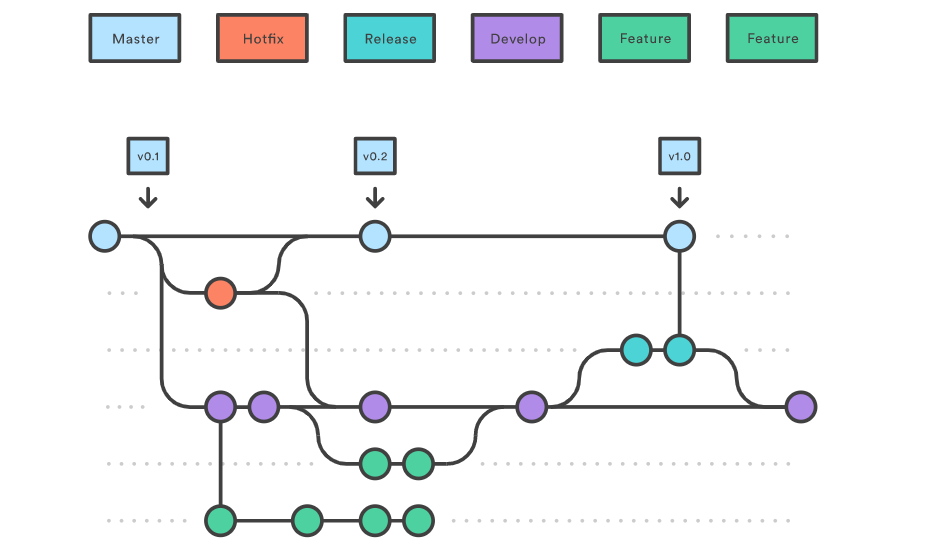 Master
Hotfix
Release
Develop
Feature
Feature
v0.1
v0.2
v1.0